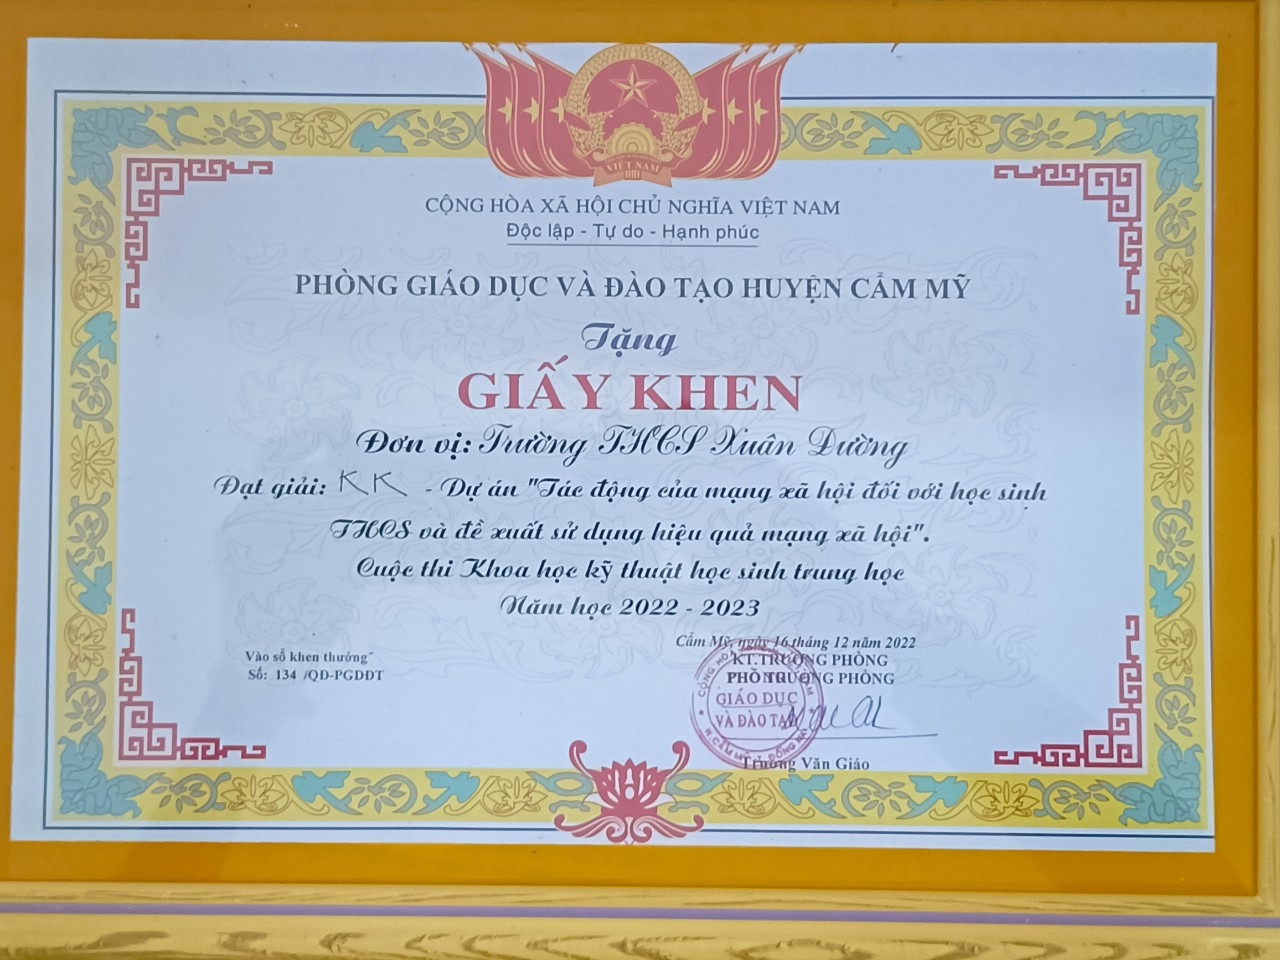 VIỆT NAM
CỘNG HÒA XÃ HỘI CHỦ NGHĨA VIỆT NAM
Độc lập - Tự do - Hạnh phúc
PHÒNG GIÁO DỤC VÀ ĐÀO TẠO HUYỆN CẨM MỸ
Tặng
GIẤY KHEN
Đơn vị: Trường THCS Xuân Đường
Đạt giải: KK - Dự án "Tác động của mạng xã hội đối với học sinh
THCS và đề xuất sử dụng hiệu quả mạng xã hội".
Cuộc thi Khoa học kỹ thuật học sinh trung học
Năm học 2022 - 2023
Cẩm Mỹ, ngày 16 tháng 12 năm 2022
Vào sổ khen thưởng
Số: 134 /QĐ-PGDĐT
KT.TRƯỞNG PHÒNG
PHÓ TRƯỞNG PHÒNG
GIÁO DỤC
VÀ ĐÀO TẠO
Trương Văn Giáo